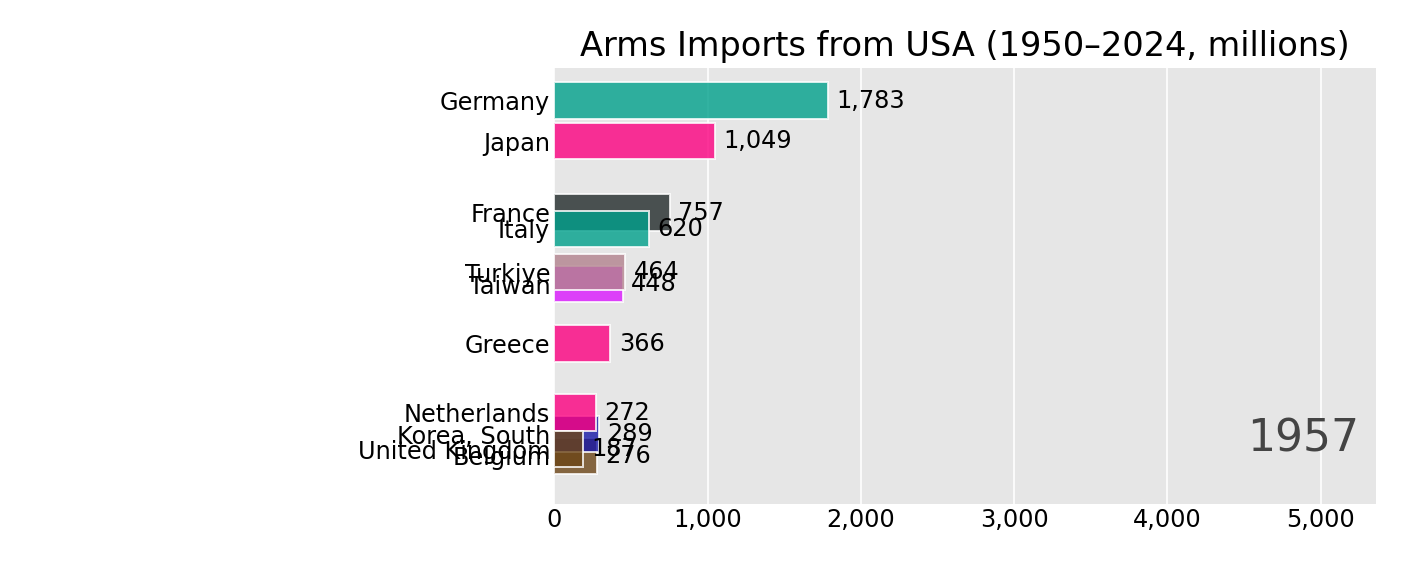 Arms Imports from USA (1950–2024, millions)
Germany 1,783
Japan 1,049
France 757
Italy 620
Turkiye 464
Taiwan 448
Greece 366
Netherlands 272
Korea, South 289
United Kingdom 187
Belgium 276
1957
0 1,000 2,000 3,000 4,000 5,000